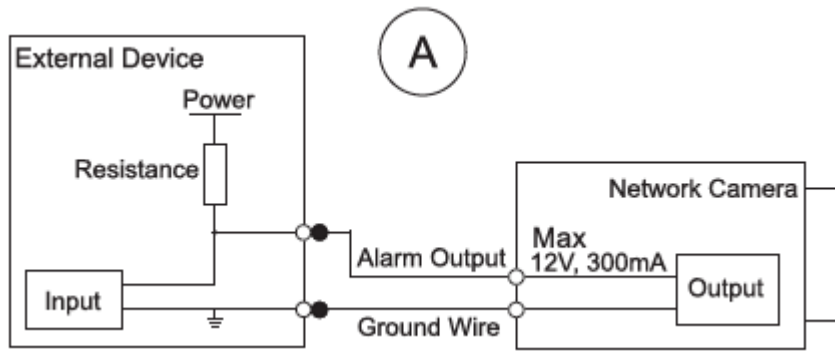 A
External Device
Power
Resistance
Input
Alarm Output
Ground Wire
Network Camera
Max
12V, 300mA
Output